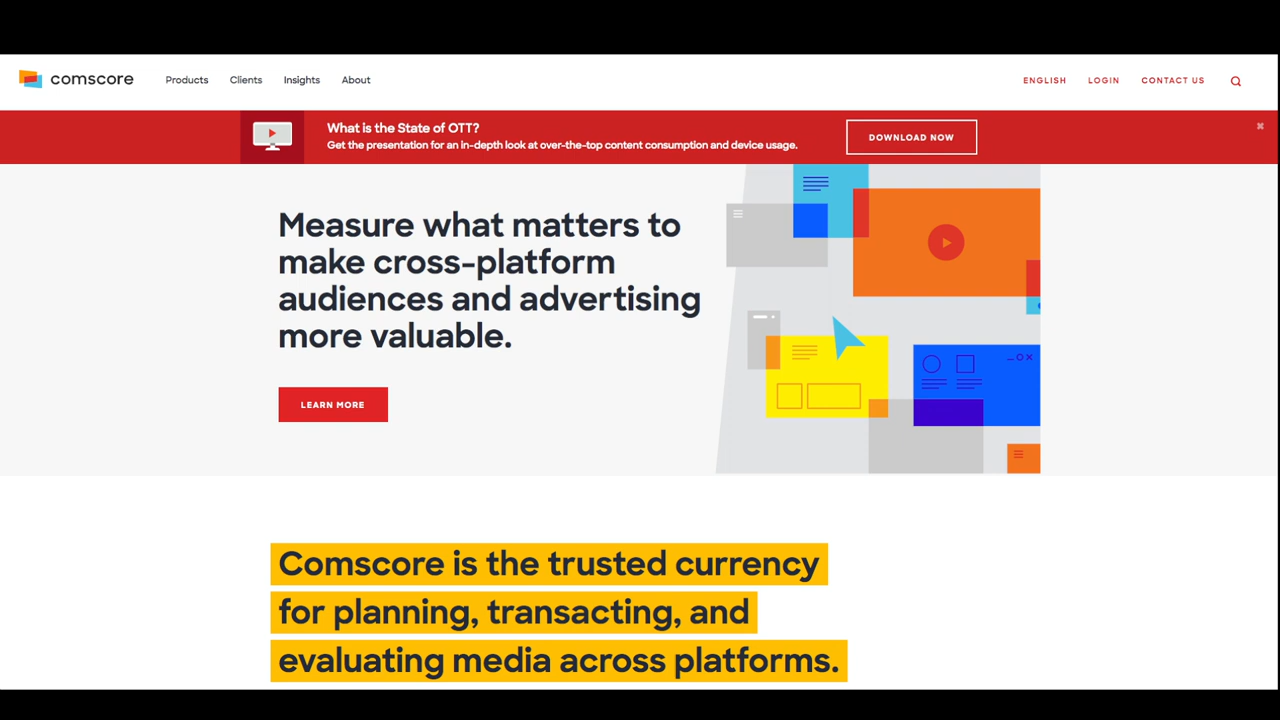 comscore
Products
Clients
Insights
About
ENGLISH
LOGIN
CONTACT US
What is the State of OTT?
Get the presentation for an in-depth look at over-the-top content consumption and device usage.
DOWNLOAD NOW
Measure what matters to
make cross-platform
audiences and advertising
more valuable.
LEARN MORE
Comscore is the trusted currency
for planning, transacting, and
evaluating media across platforms.